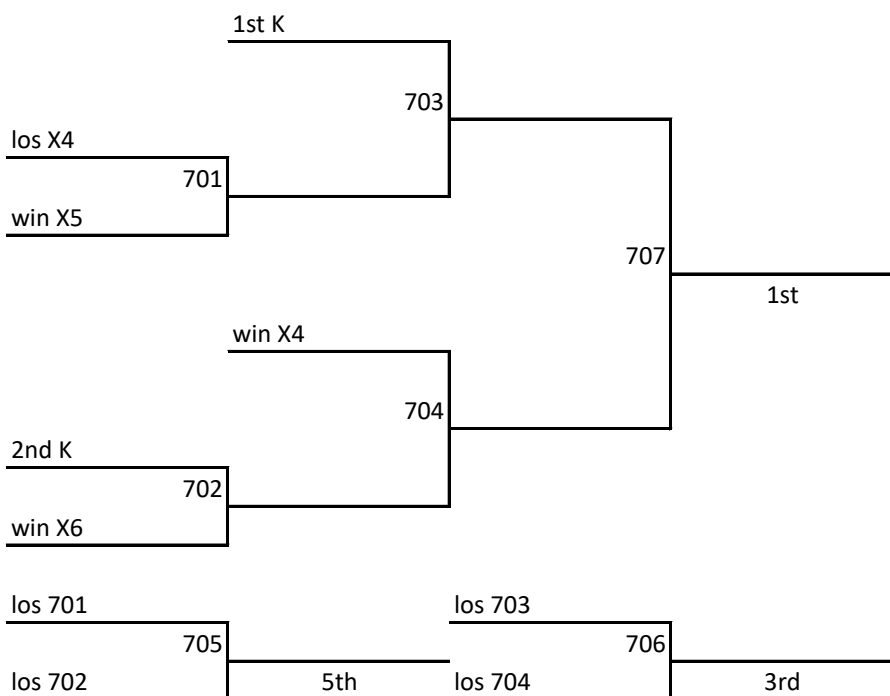 1st K
703
los X4
701
win X5
707
1st
win X4
704
2nd K
702
win X6
los 701
los 703
705
706
los 702
5th
los 704
3rd